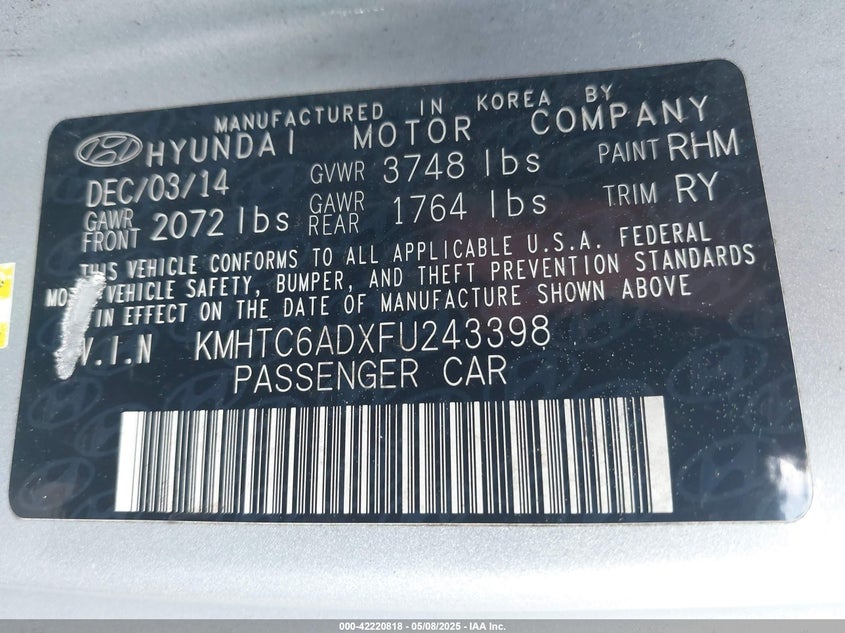 MANUFACTURED IN KOREA BY
HYUNDAI MOTOR COMPANY
DEC/03/14 GVWR 3748 lbs PAINT RHM
GAWR FRONT 2072 lbs GAWR REAR 1764 lbs TRIM RY
THIS VEHICLE CONFORMS TO ALL APPLICABLE U.S.A. FEDERAL
VEHICLE SAFETY, BUMPER, AND THEFT PREVENTION STANDARDS
IN EFFECT ON THE DATE OF MANUFACTURE SHOWN ABOVE
V.I.N KMHTC6ADXFU243398
PASSENGER CAR
000-42220818 - 05/08/2025 - IAA Inc.